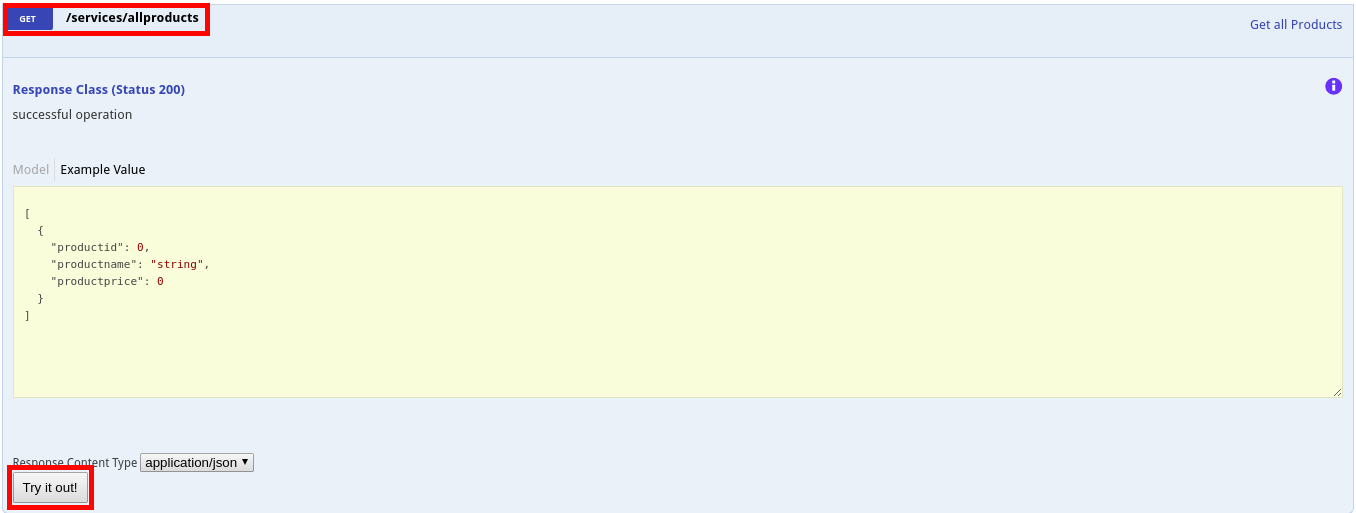 GET /services/allproducts
Get all Products
Response Class (Status 200)
successful operation
Model Example Value
[
  {
    "productid": 0,
    "productname": "string",
    "productprice": 0
  }
]
Response Content Type application/json
Try it out!